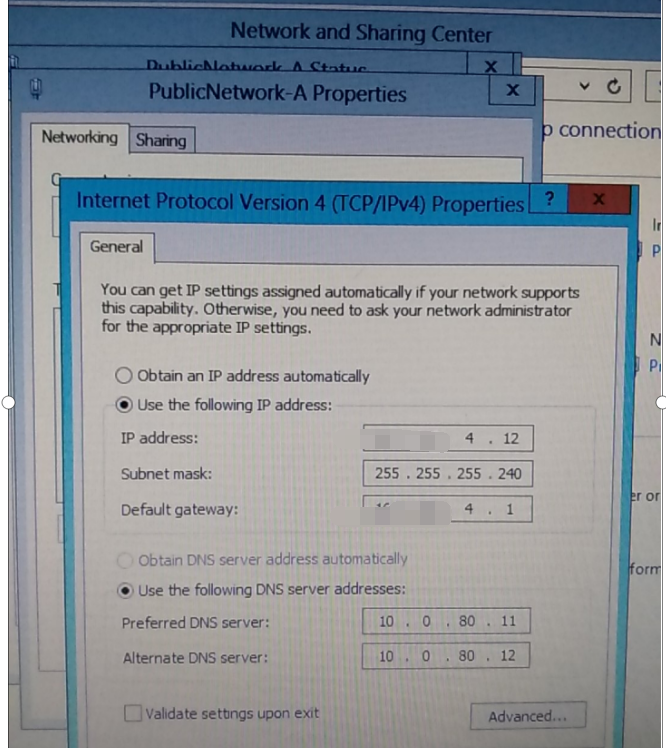 Network and Sharing Center
PublicNetwork-A Status
PublicNetwork-A Properties
Networking
Sharing
p connection
Internet Protocol Version 4 (TCP/IPv4) Properties
General
You can get IP settings assigned automatically if your network supports
this capability. Otherwise, you need to ask your network administrator
for the appropriate IP settings.
Obtain an IP address automatically
Use the following IP address:
IP address: 4 . 12
Subnet mask: 255 . 255 . 255 . 240
Default gateway: 4 . 1
Obtain DNS server address automatically
Use the following DNS server addresses:
Preferred DNS server: 10 . 0 . 80 . 11
Alternate DNS server: 10 . 0 . 80 . 12
Validate settings upon exit
Advanced...